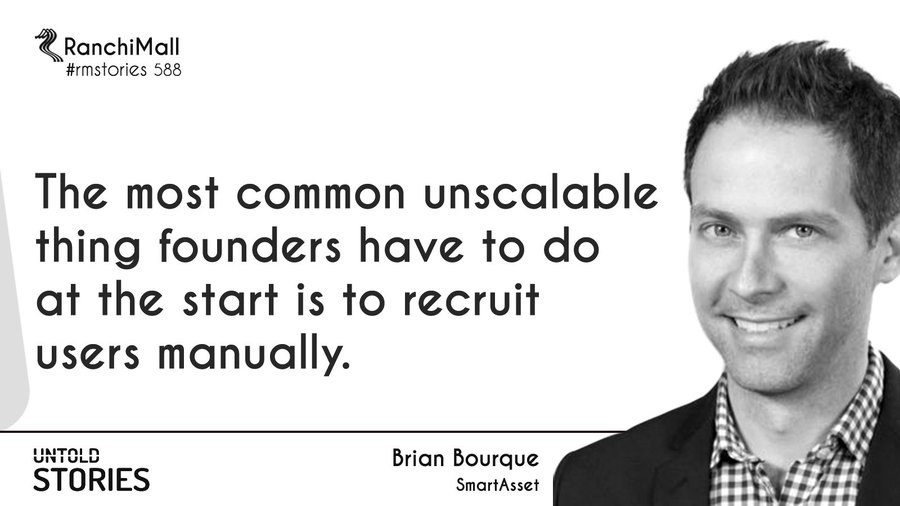 RanchiMall
#rmstories 588
The most common unscalable
thing founders have to do
at the start is to recruit
users manually.
UNTOLD
STORIES
Brian Bourque
SmartAsset